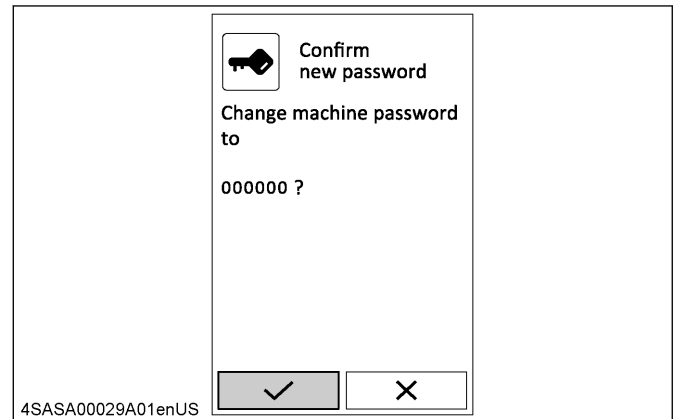 Confirm
new password
Change machine password
to
000000 ?
4SASA00029A01enUS